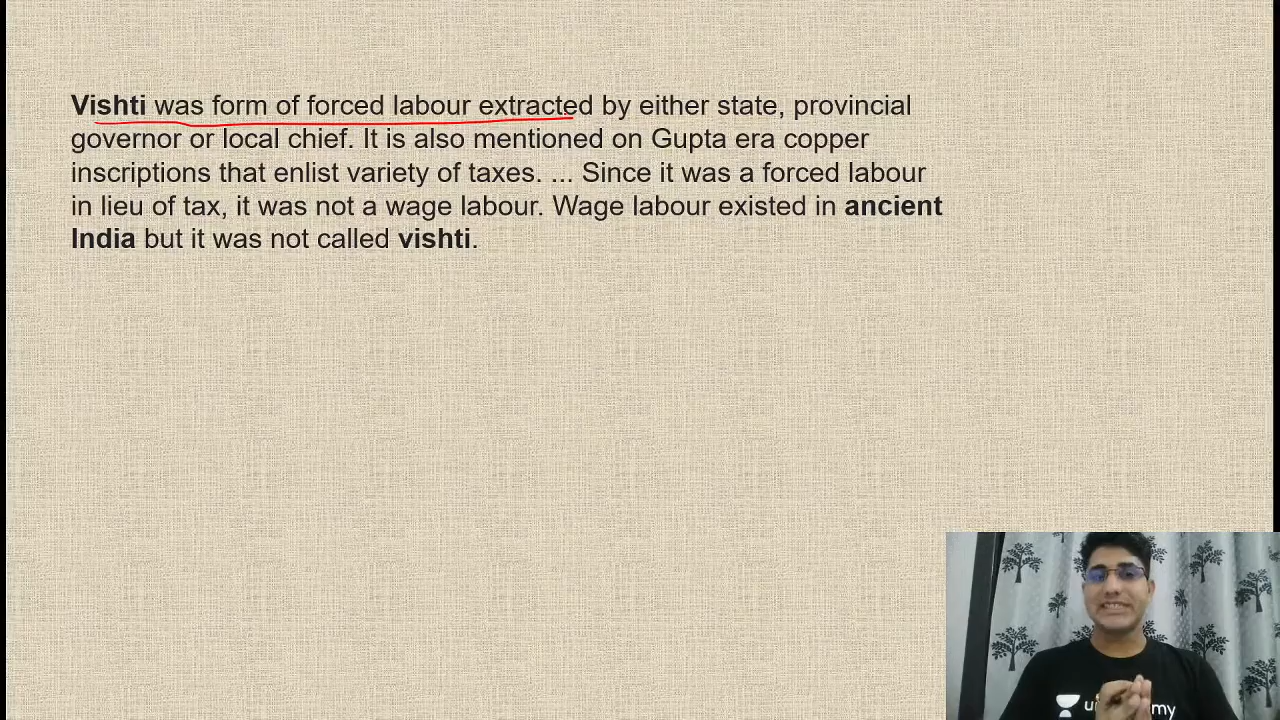 Vishti was form of forced labour extracted by either state, provincial
governor or local chief. It is also mentioned on Gupta era copper
inscriptions that enlist variety of taxes. ... Since it was a forced labour
in lieu of tax, it was not a wage labour. Wage labour existed in ancient
India but it was not called vishti.